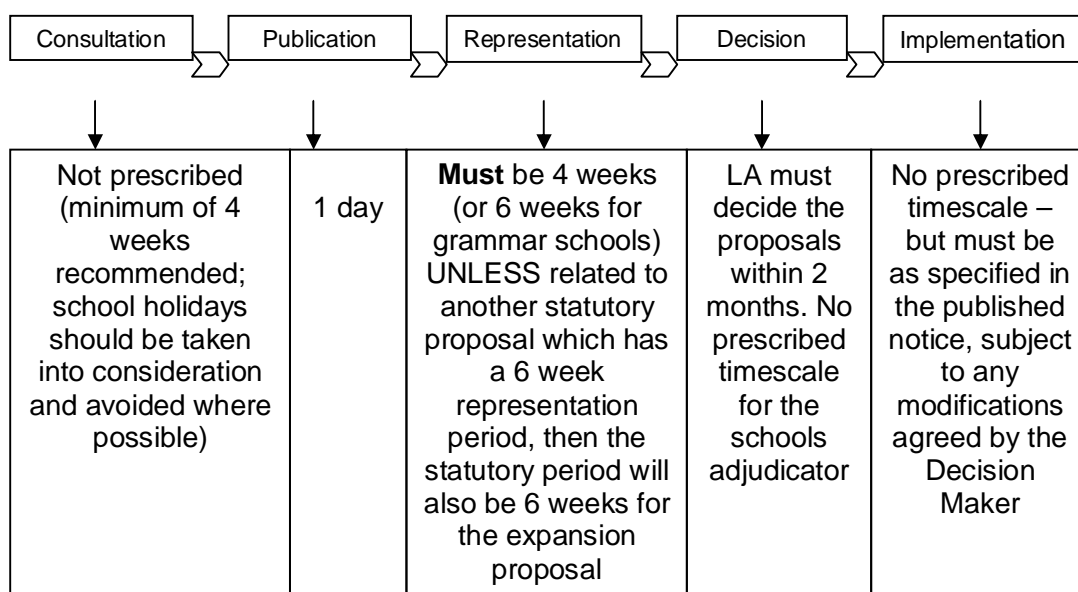 Consultation
Publication
Representation
Decision
Implementation
Not prescribed
(minimum of 4
weeks
recommended;
school holidays
should be taken
into consideration
and avoided where
possible)
1 day
Must be 4 weeks
(or 6 weeks for
grammar schools)
UNLESS related to
another statutory
proposal which has
a 6 week
representation
period, then the
statutory period will
also be 6 weeks for
the expansion
proposal
LA must
decide the
proposals
within 2
months. No
prescribed
timescale
for the
schools
adjudicator
No prescribed
timescale –
but must be
as specified in
the published
notice, subject
to any
modifications
agreed by the
Decision
Maker